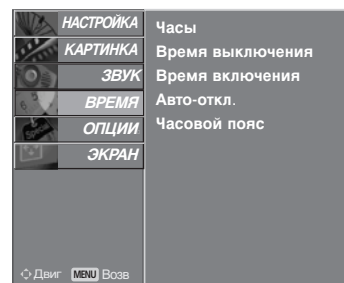 НАСТРОЙКА
КАРТИНКА
ЗВУК
ВРЕМЯ
ОПЦИИ
ЭКРАН
Часы
Время выключения
Время включения
Авто-откл.
Часовой пояс
Двиг MENU Возв